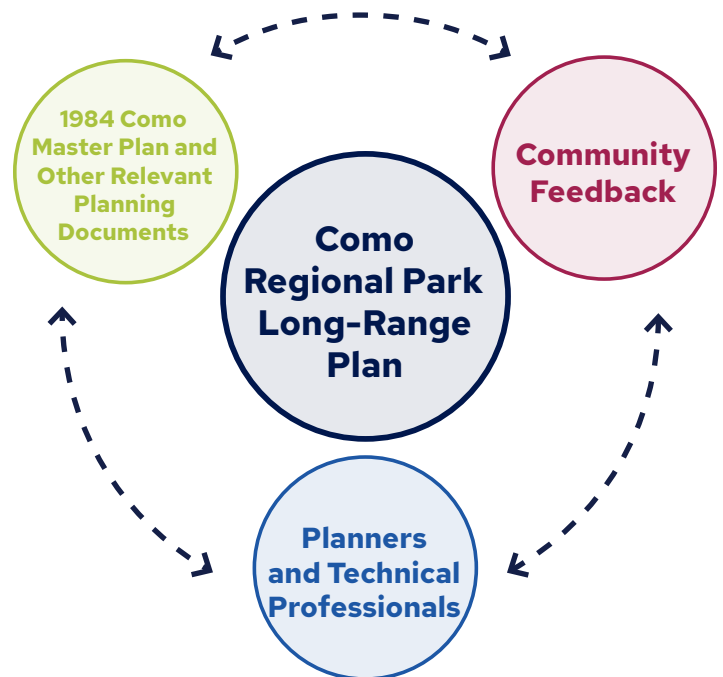 1984 Como
Master Plan and
Other Relevant
Planning
Documents
Community
Feedback
Como
Regional Park
Long-Range
Plan
Planners
and Technical
Professionals